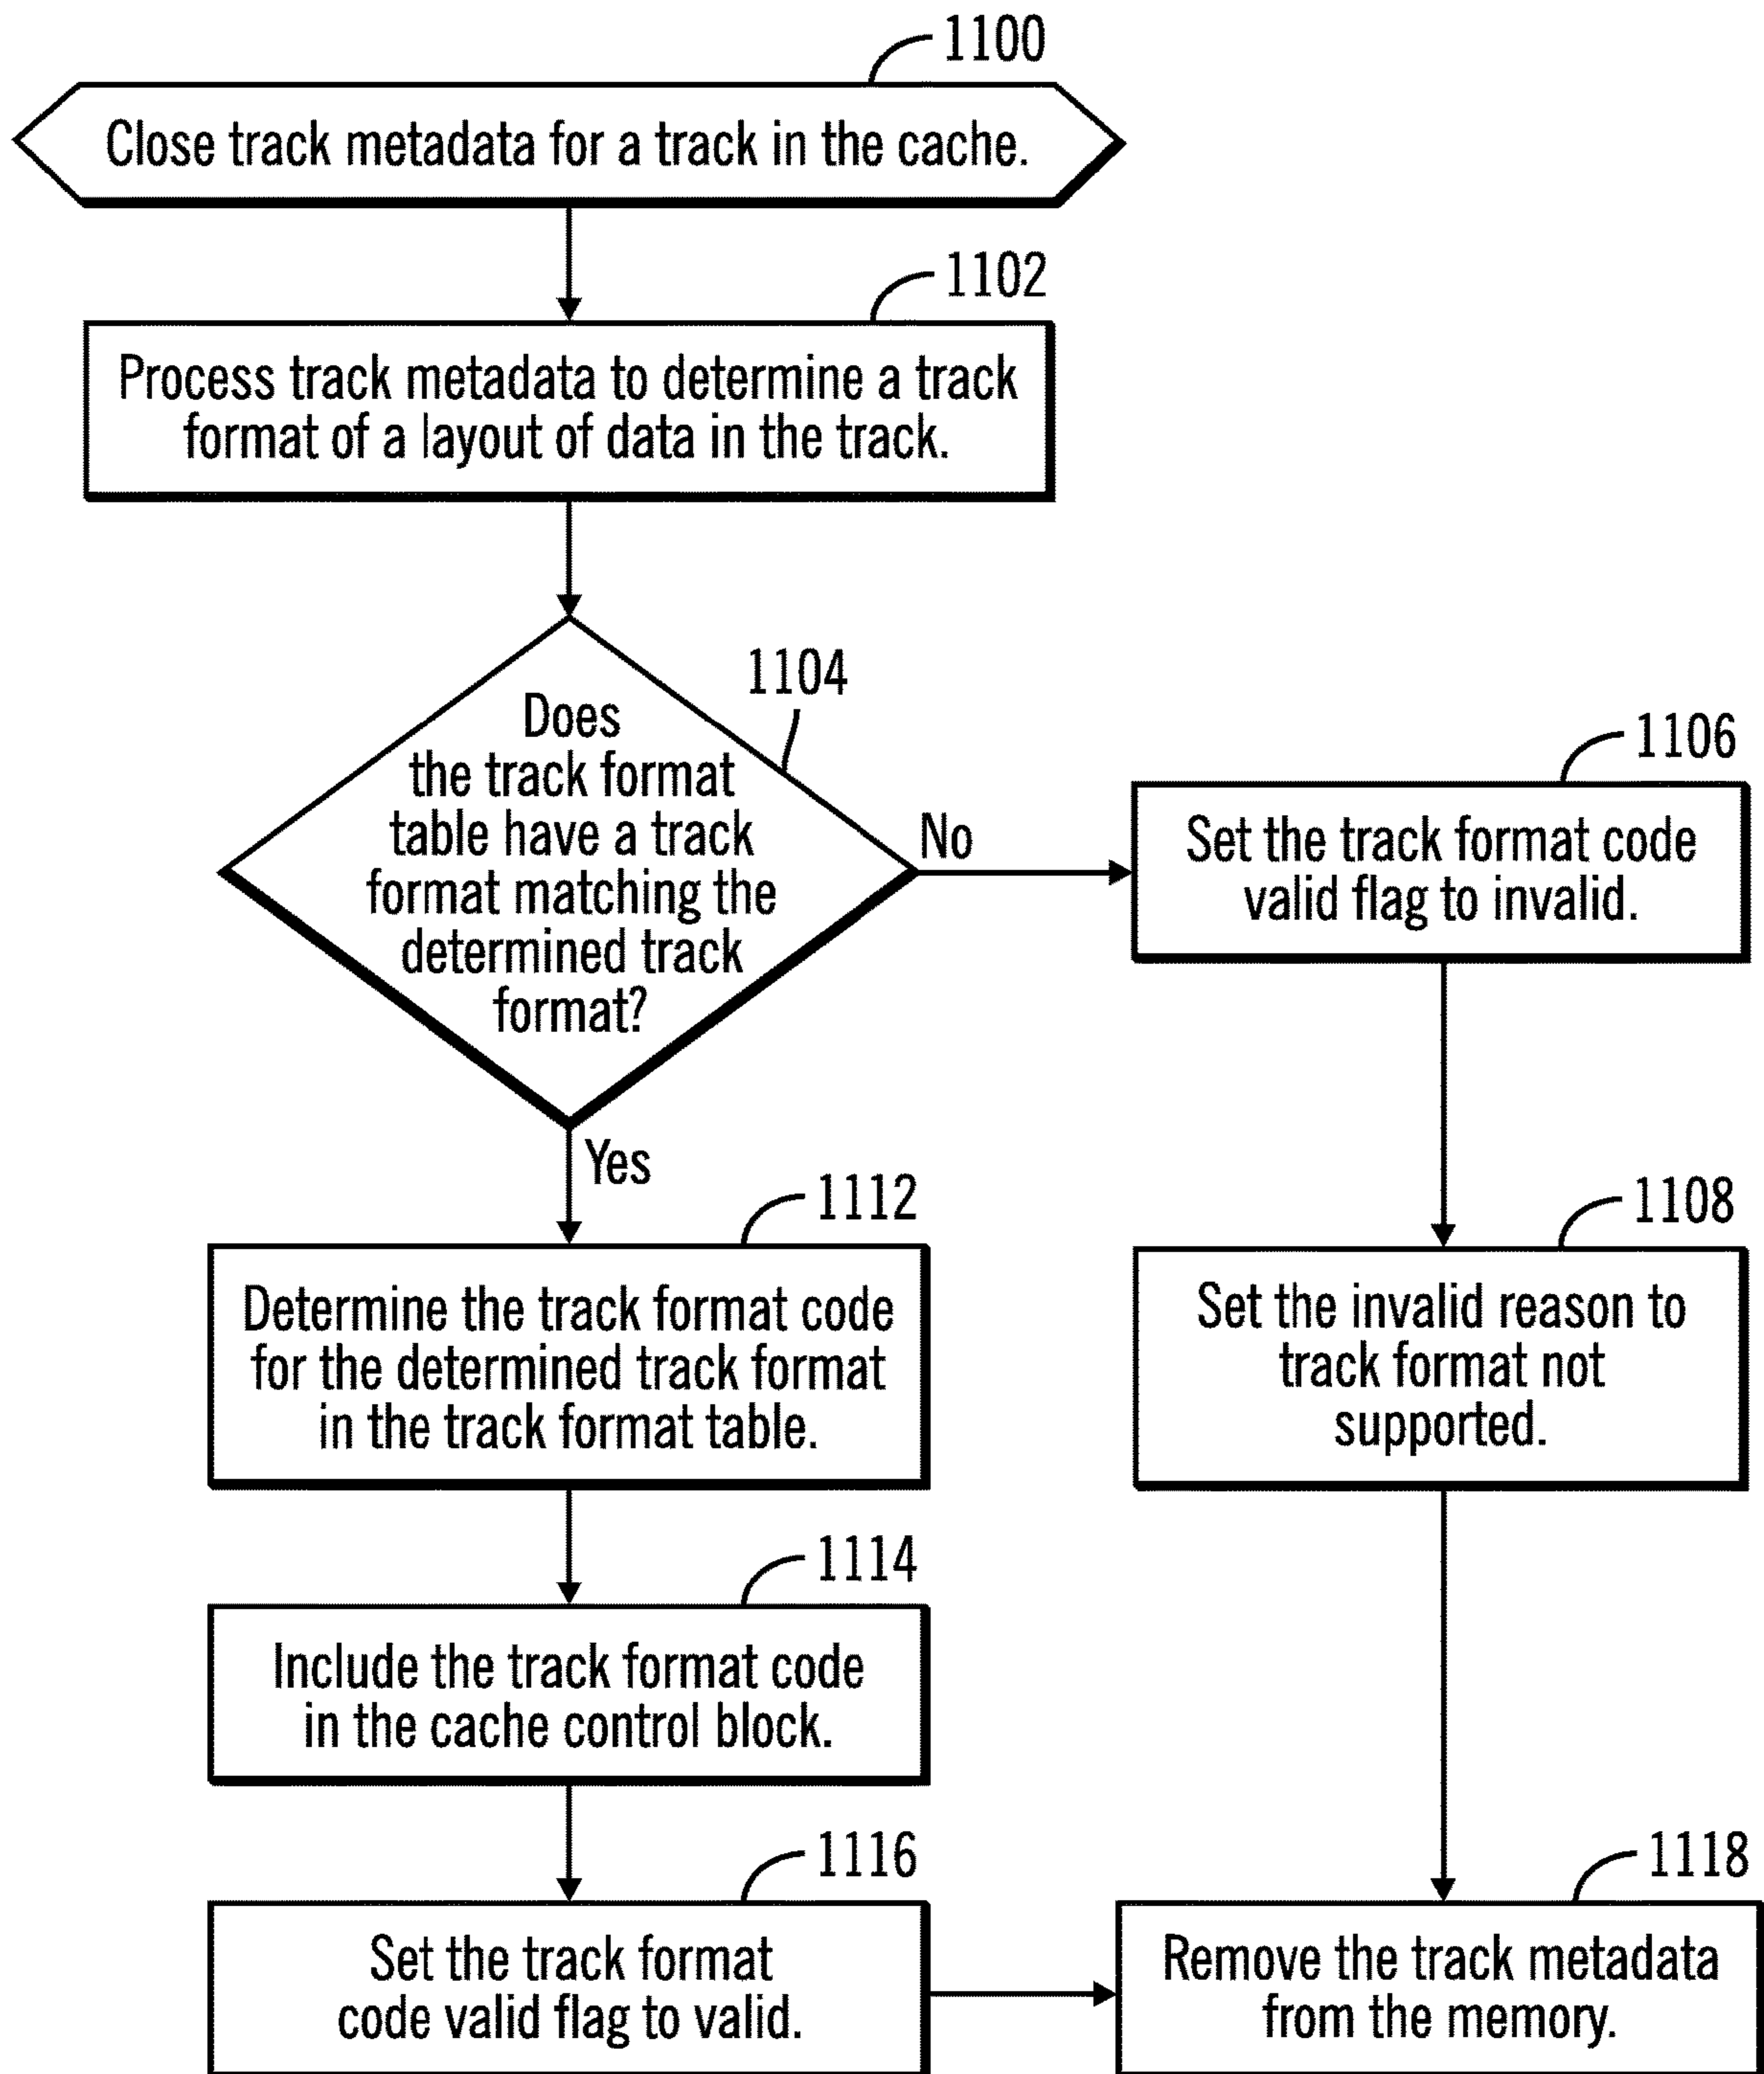 1100
Close track metadata for a track in the cache.
1102
Process track metadata to determine a track
format of a layout of data in the track.
1104
Does
the track format
table have a track
format matching the
determined track
format?
No
1106
Set the track format code
valid flag to invalid.
Yes
1108
Set the invalid reason to
track format not
supported.
1112
Determine the track format code
for the determined track format
in the track format table.
1114
Include the track format code
in the cache control block.
1116
Set the track format
code valid flag to valid.
1118
Remove the track metadata
from the memory.